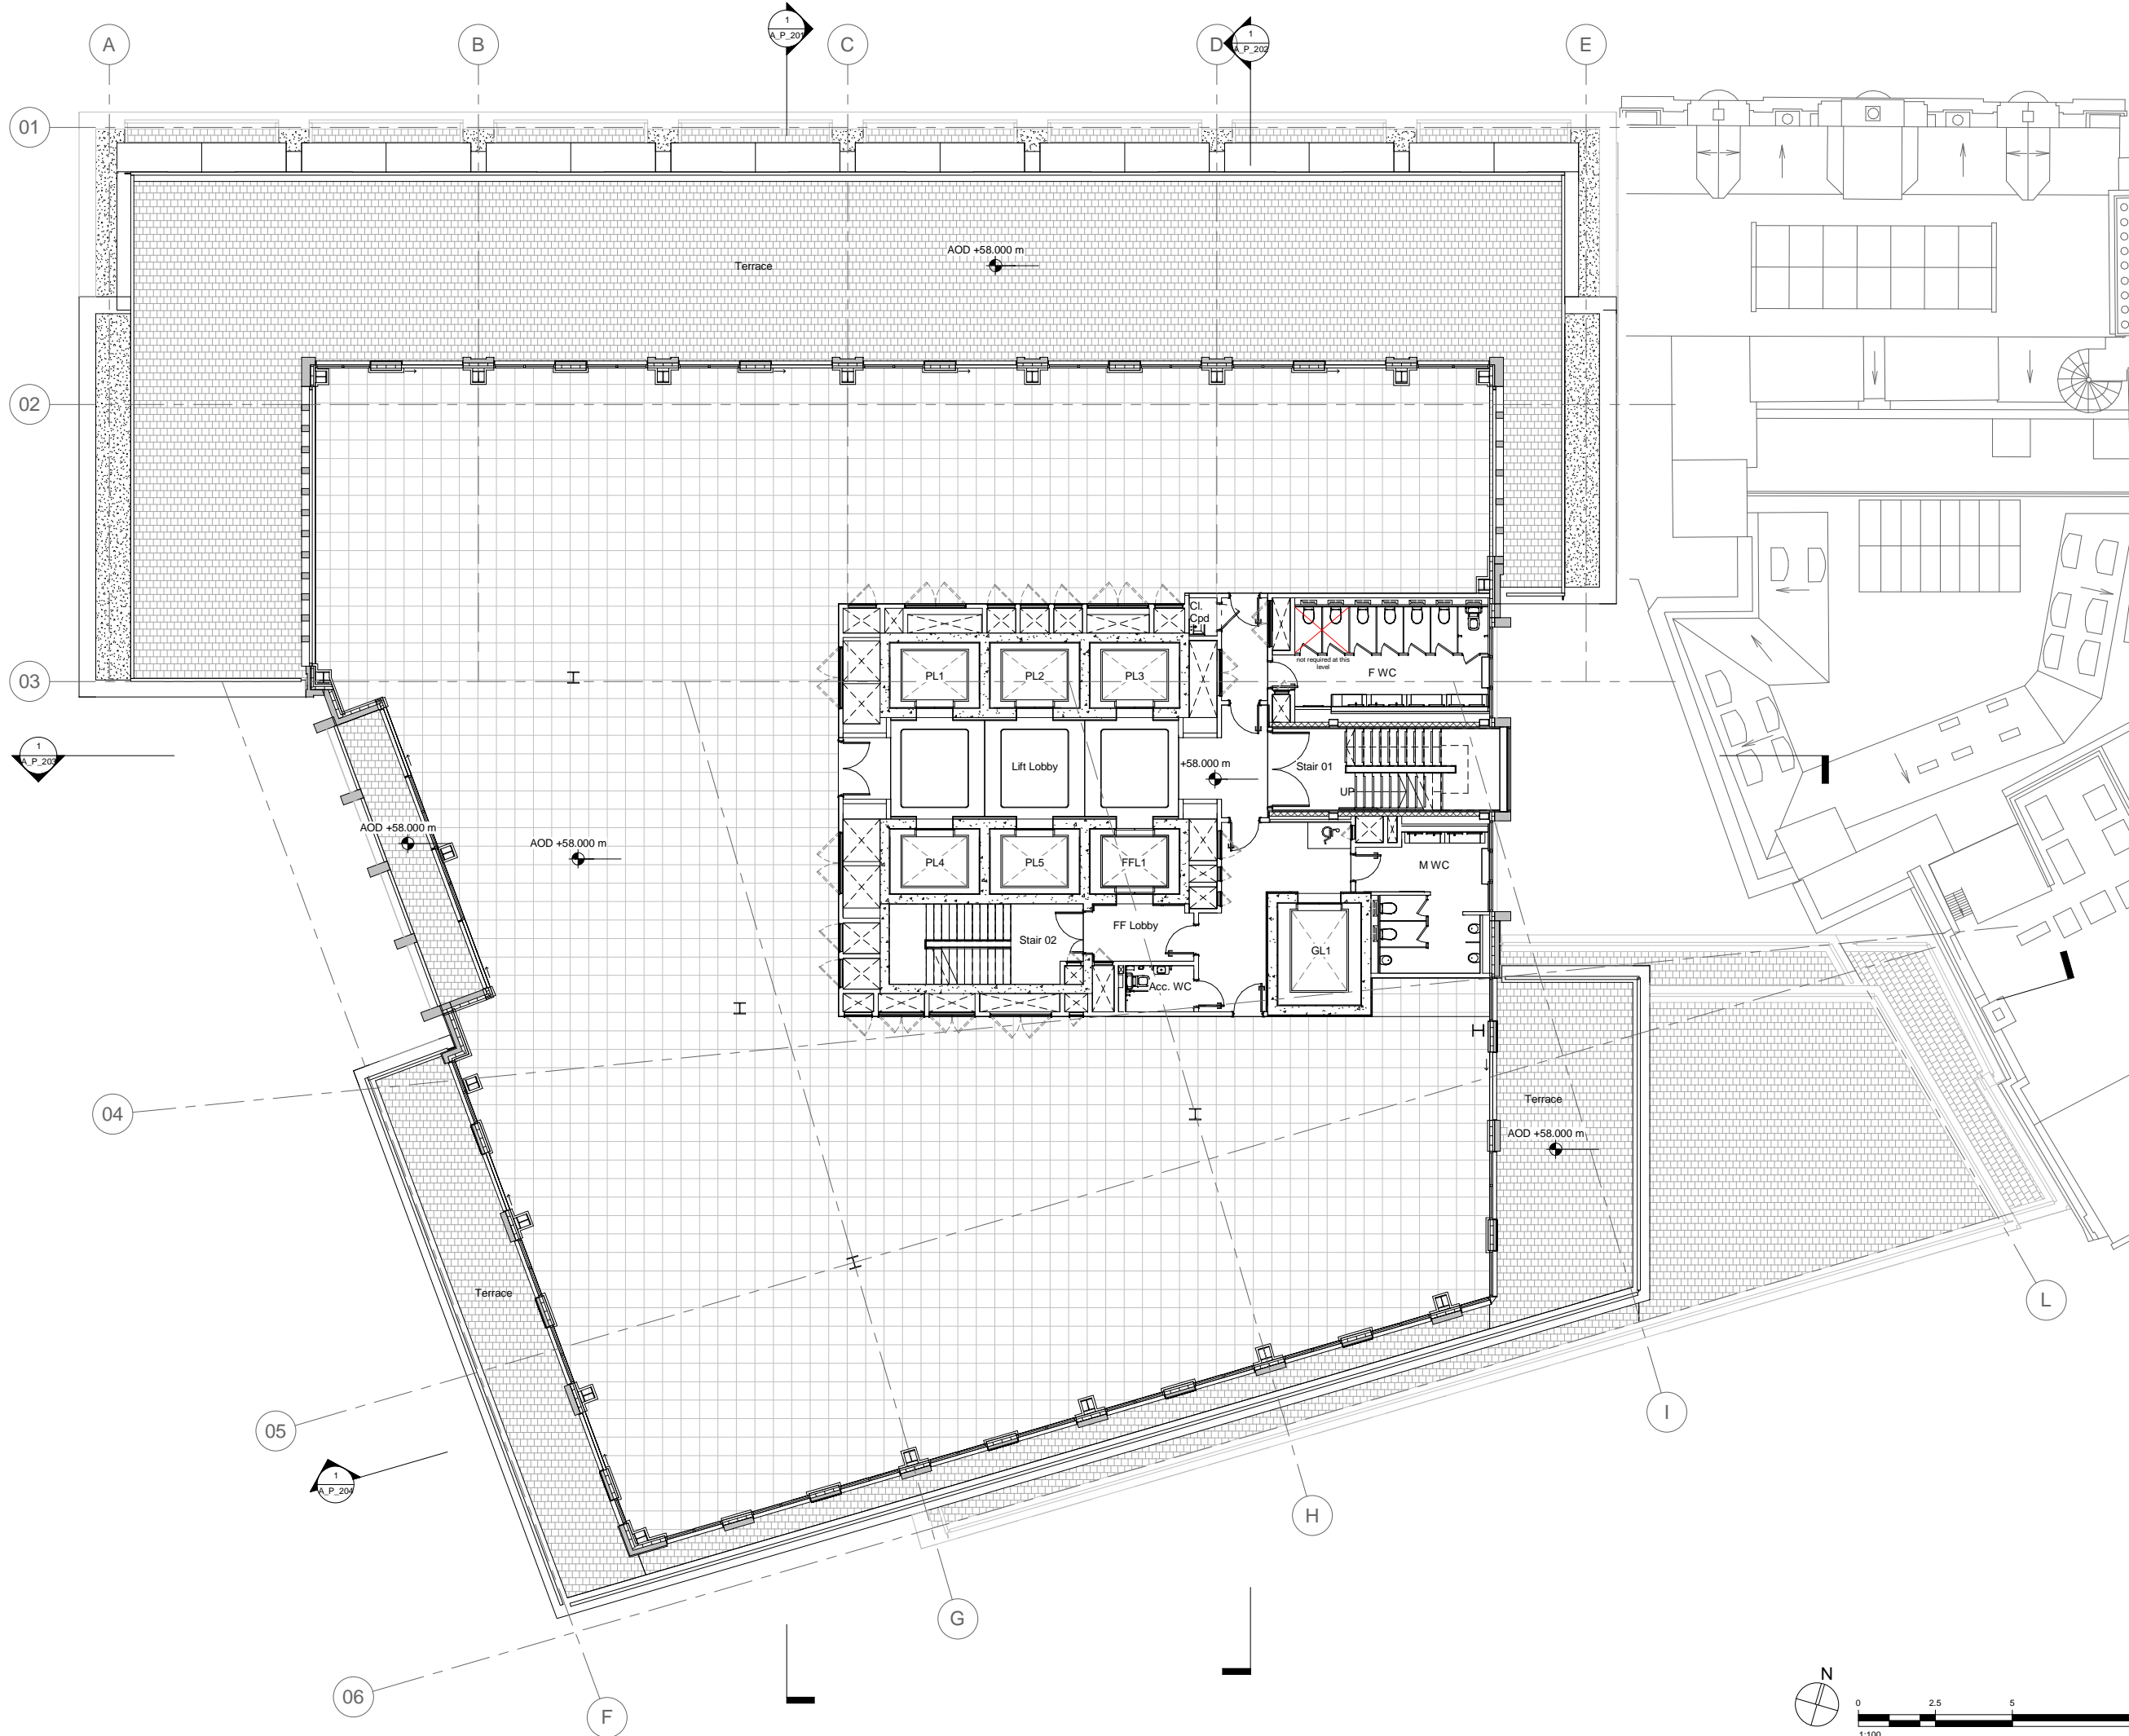 1
A_P_201
1
A_P_202
A
B
C
D
E
01
AOD +58.000 m
Terrace
02
Cl.
Cpd
not required at this
level
F WC
03
PL1
PL2
PL3
1
A_P_203
Lift Lobby
+58.000 m
Stair 01
UP
AOD +58.000 m
AOD +58.000 m
PL4
PL5
FFL1
M WC
FF Lobby
Stair 02
GL1
Acc. WC
04
Terrace
AOD +58.000 m
Terrace
L
I
05
1
A_P_204
H
G
06
F
N
0
2.5
5
1:100